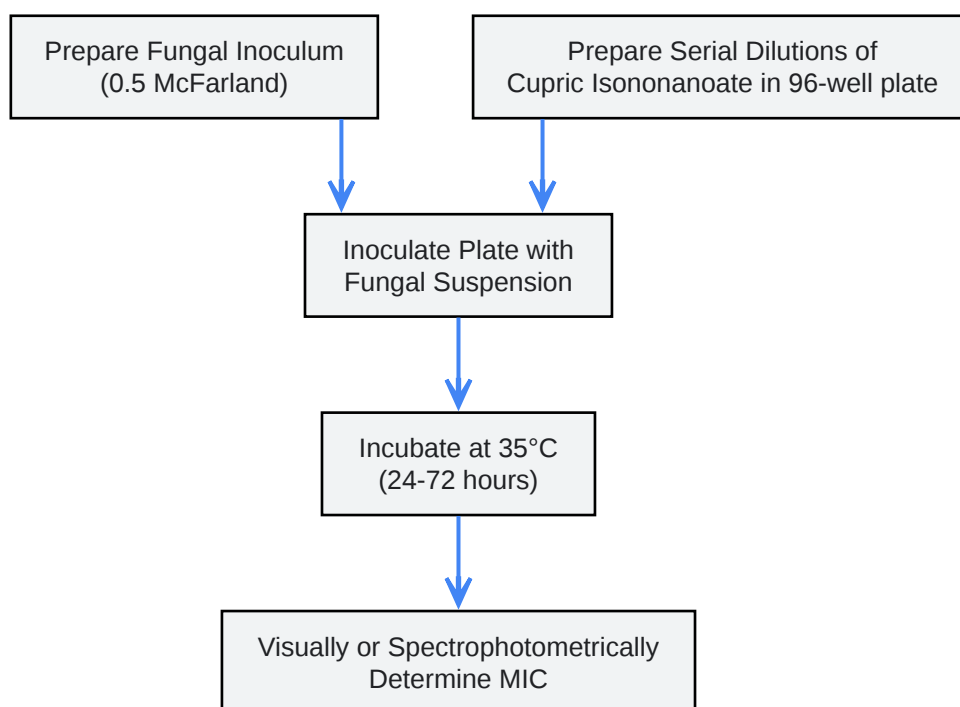 Prepare Fungal Inoculum
(0.5 McFarland)
Prepare Serial Dilutions of
Cupric Isononanoate in 96-well plate
Inoculate Plate with
Fungal Suspension
Incubate at 35°C
(24-72 hours)
Visually or Spectrophotometrically
Determine MIC